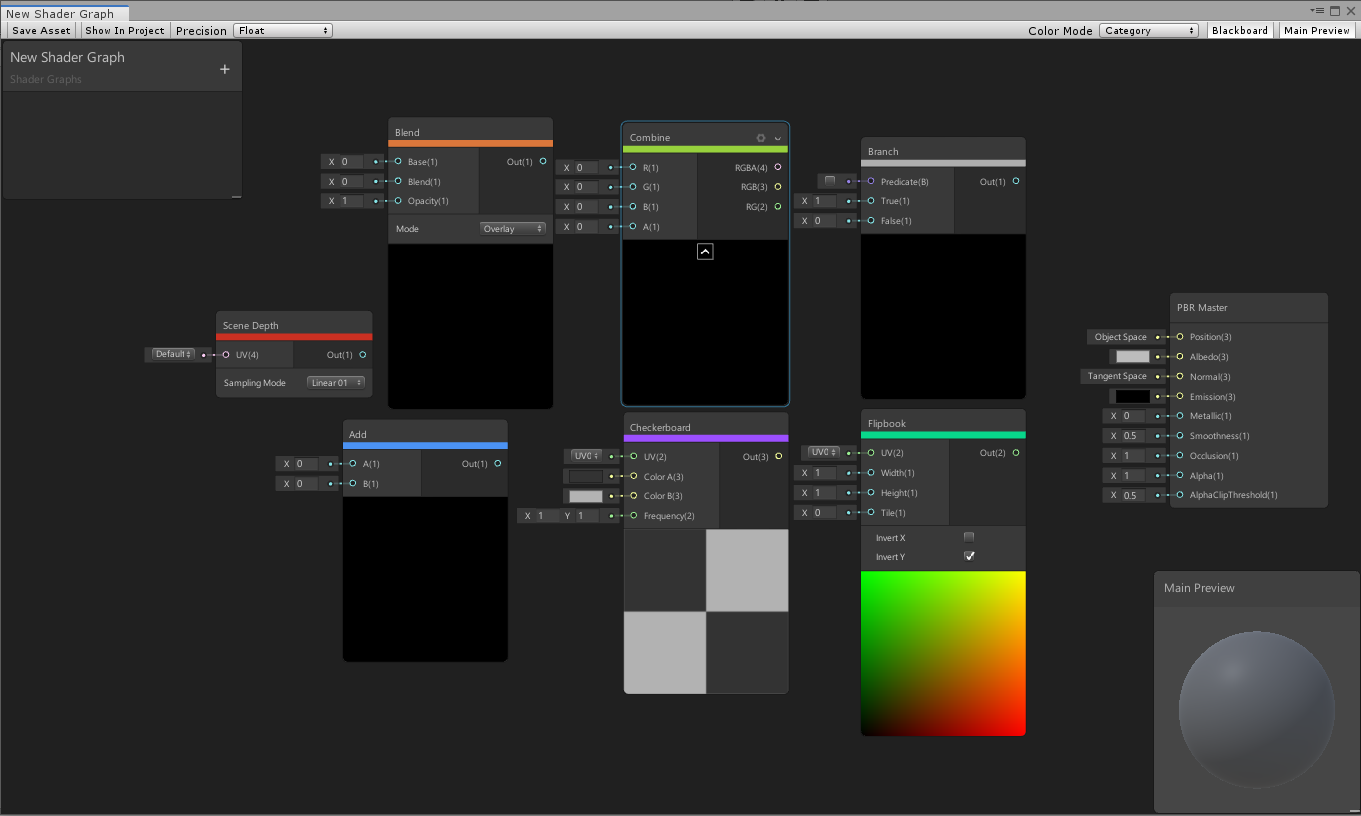 New Shader Graph
Save Asset Show In Project Precision Float Color Mode Category Blackboard Main Preview
New Shader Graph +
Shader Graphs
Blend
X 0 Base(1) Out(1)
X 0 Blend(1)
X 1 Opacity(1)
Mode Overlay
Combine
X 0 R(1) RGBA(4)
X 0 G(1) RGB(3)
X 0 B(1) RG(2)
X 0 A(1)
Branch
Predicate(B) Out(1)
X 1 True(1)
X 0 False(1)
Scene Depth
Default UV(4) Out(1)
Sampling Mode Linear 01
PBR Master
Object Space Position(3)
Albedo(3)
Tangent Space Normal(3)
Emission(3)
X 0 Metallic(1)
X 0.5 Smoothness(1)
X 1 Occlusion(1)
X 1 Alpha(1)
X 0.5 AlphaClipThreshold(1)
Add
X 0 A(1) Out(1)
X 0 B(1)
Checkerboard
UV0 UV(2) Out(3)
Color A(3)
Color B(3)
X 1 Y 1 Frequency(2)
Flipbook
UV0 UV(2) Out(2)
X 1 Width(1)
X 1 Height(1)
X 0 Tile(1)
Invert X
Invert Y
Main Preview